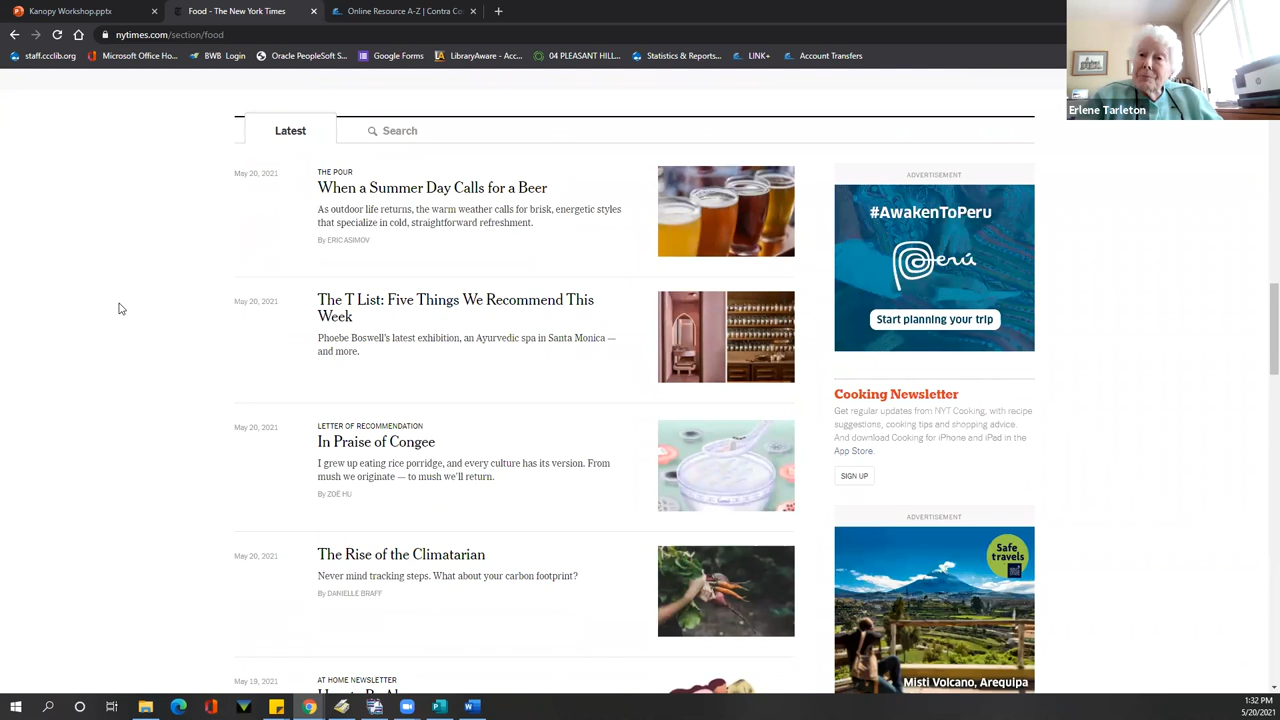 Kanopy Workshop.pptx
Food - The New York Times
Online Resource A-Z | Contra Co
nytimes.com/section/food
staff.ccclib.org
Microsoft Office Ho...
BWB Login
Oracle PeopleSoft S...
Google Forms
LibraryAware - Acc...
04 PLEASANT HILL...
Statistics & Reports...
LINK+
Account Transfers
Erlene Tarleton
Latest
Search
May 20, 2021
THE POUR
When a Summer Day Calls for a Beer
As outdoor life returns, the warm weather calls for brisk, energetic styles
that specialize in cold, straightforward refreshment.
By ERIC ASIMOV
May 20, 2021
The T List: Five Things We Recommend This
Week
Phoebe Boswell's latest exhibition, an Ayurvedic spa in Santa Monica —
and more.
May 20, 2021
LETTER OF RECOMMENDATION
In Praise of Congee
I grew up eating rice porridge, and every culture has its version. From
mush we originate — to mush we'll return.
By ZOE HU
May 20, 2021
The Rise of the Climatarian
Never mind tracking steps. What about your carbon footprint?
By DANIELLE BRAFF
May 19, 2021
AT HOME NEWSLETTER
ADVERTISEMENT
#AwakenToPeru
Perú
Start planning your trip
Cooking Newsletter
Get regular updates from NYT Cooking, with recipe
suggestions, cooking tips and shopping advice.
And download Cooking for iPhone and iPad in the
App Store.
SIGN UP
ADVERTISEMENT
Safe
travels
Misti Volcano, Arequipa
1:32 PM
5/20/2021